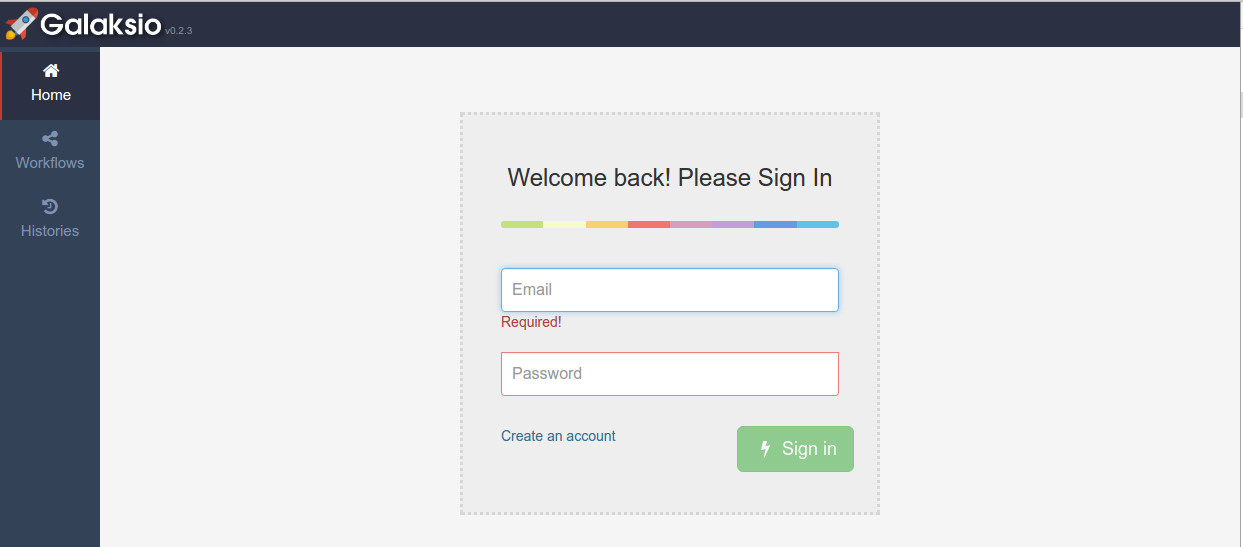 Galaksio v0.2.3
Home
Workflows
Histories
Welcome back! Please Sign In
Email
Required!
Password
Create an account
Sign in